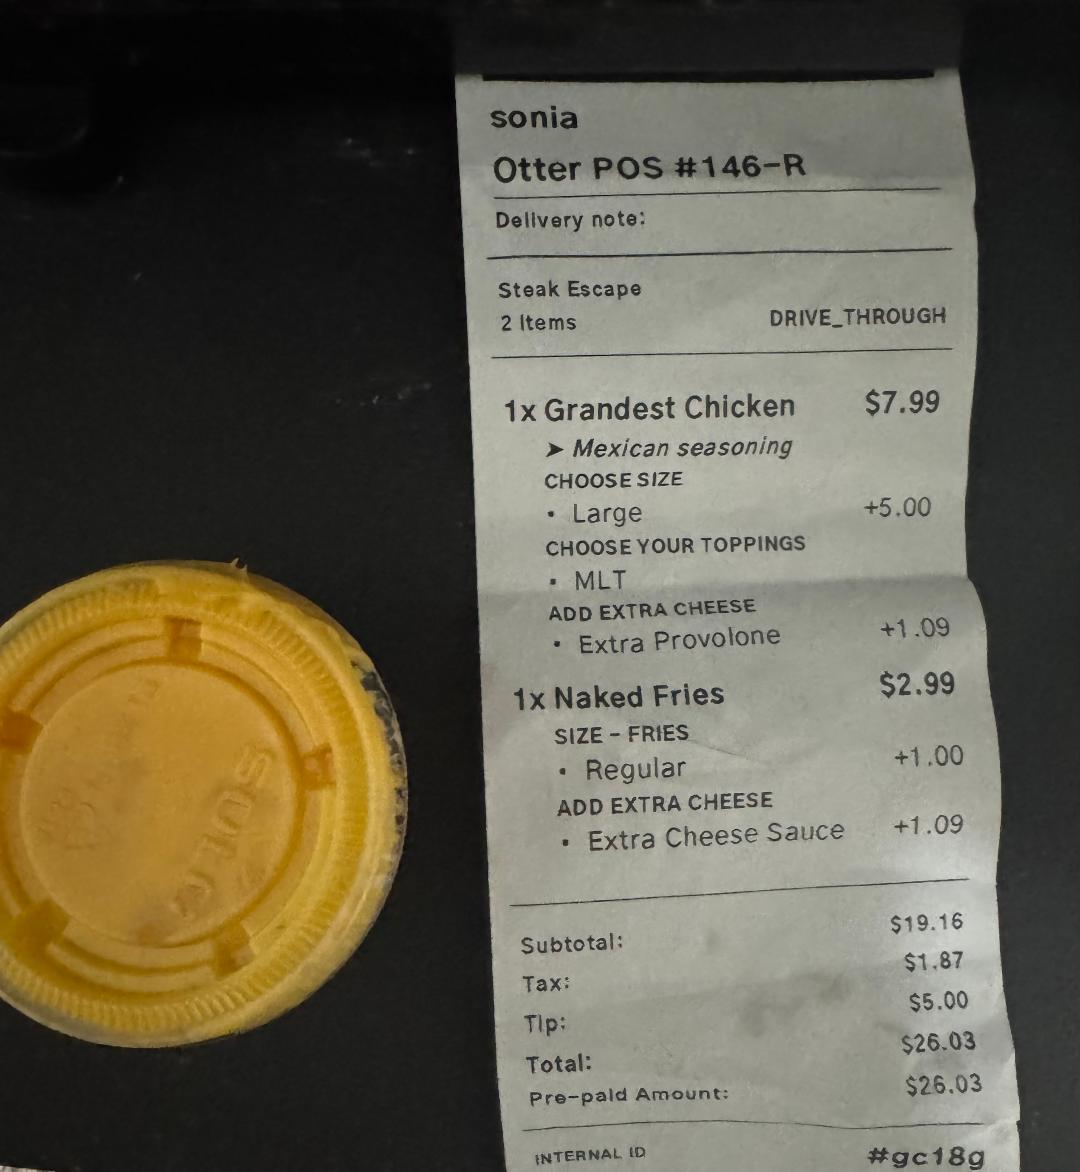 sonia
Otter POS #146-R
Delivery note:
Steak Escape
2 Items DRIVE_THROUGH
1x Grandest Chicken $7.99
➤ Mexican seasoning
CHOOSE SIZE
• Large +5.00
CHOOSE YOUR TOPPINGS
• MLT
ADD EXTRA CHEESE
• Extra Provolone +1.09
1x Naked Fries $2.99
SIZE - FRIES
• Regular +1.00
ADD EXTRA CHEESE
• Extra Cheese Sauce +1.09
Subtotal: $19.16
Tax: $1.87
Tip: $5.00
Total: $26.03
Pre-paid Amount: $26.03
INTERNAL ID #gc18g